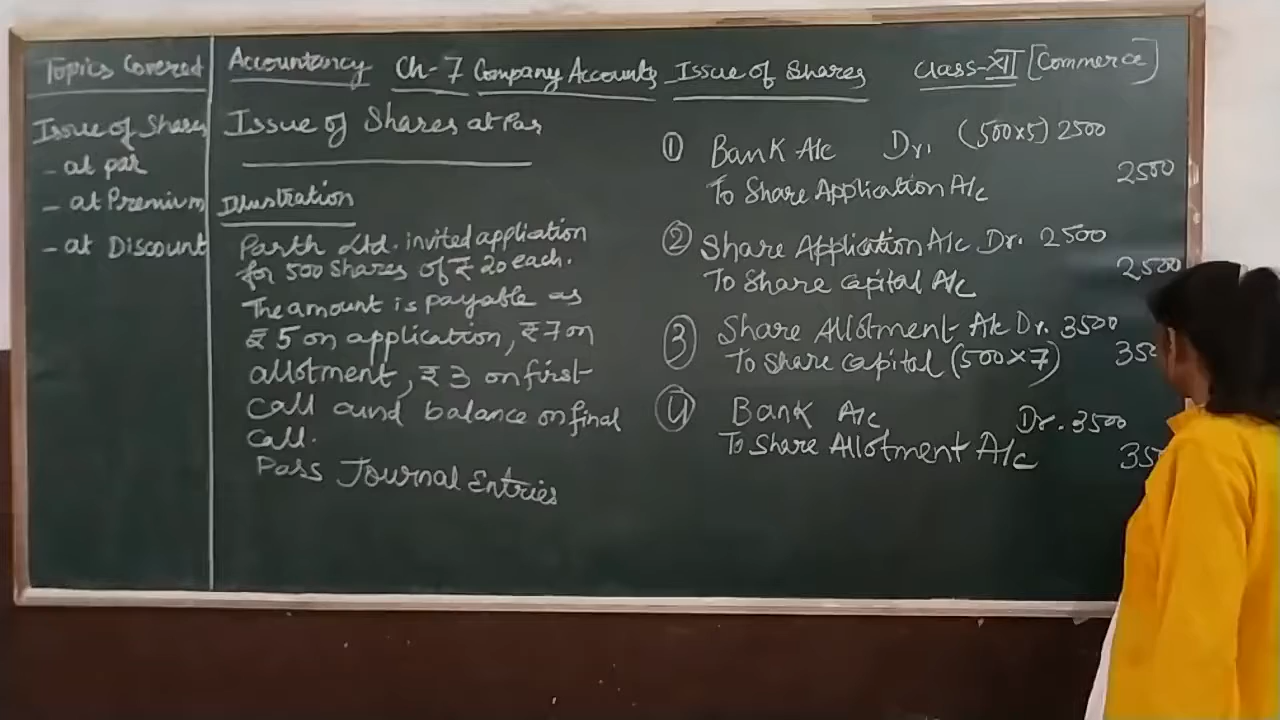 Topics Covered
Issue of Shares
- at par
- at Premium
- at Discount
Accountancy Ch-7 Company Accounts Issue of Shares Class-XII [Commerce]
Issue of Shares at Par
Illustration
Parth Ltd. invited application
for 500 shares of ₹ 20 each.
The amount is payable as
₹ 5 on application, ₹ 7 on
allotment, ₹ 3 on first
call and balance on final
call.
Pass Journal Entries
① Bank A/c Dr. (500x5) 2500
To Share Application A/c 2500
② Share Application A/c Dr. 2500
To Share capital A/c 2500
③ Share Allotment A/c Dr. 3500
To Share capital (500x7) 35
④ Bank A/c Dr. 3500
To Share Allotment A/c 35